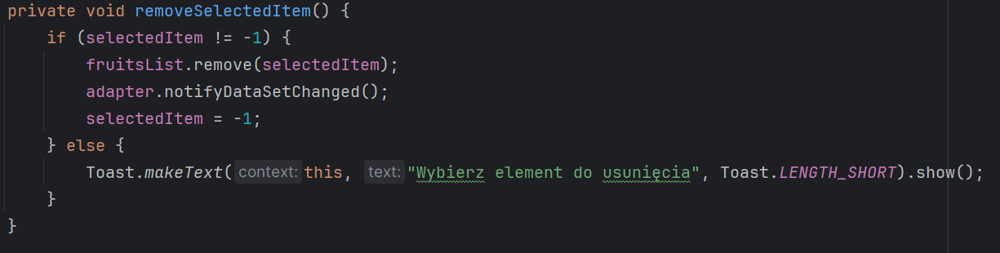 private void removeSelectedItem() {
if (selectedItem != -1) {
fruitsList.remove(selectedItem);
adapter.notifyDataSetChanged();
selectedItem = -1;
} else {
Toast.makeText( context: this, text: "Wybierz element do usunięcia", Toast.LENGTH_SHORT).show();
}
}